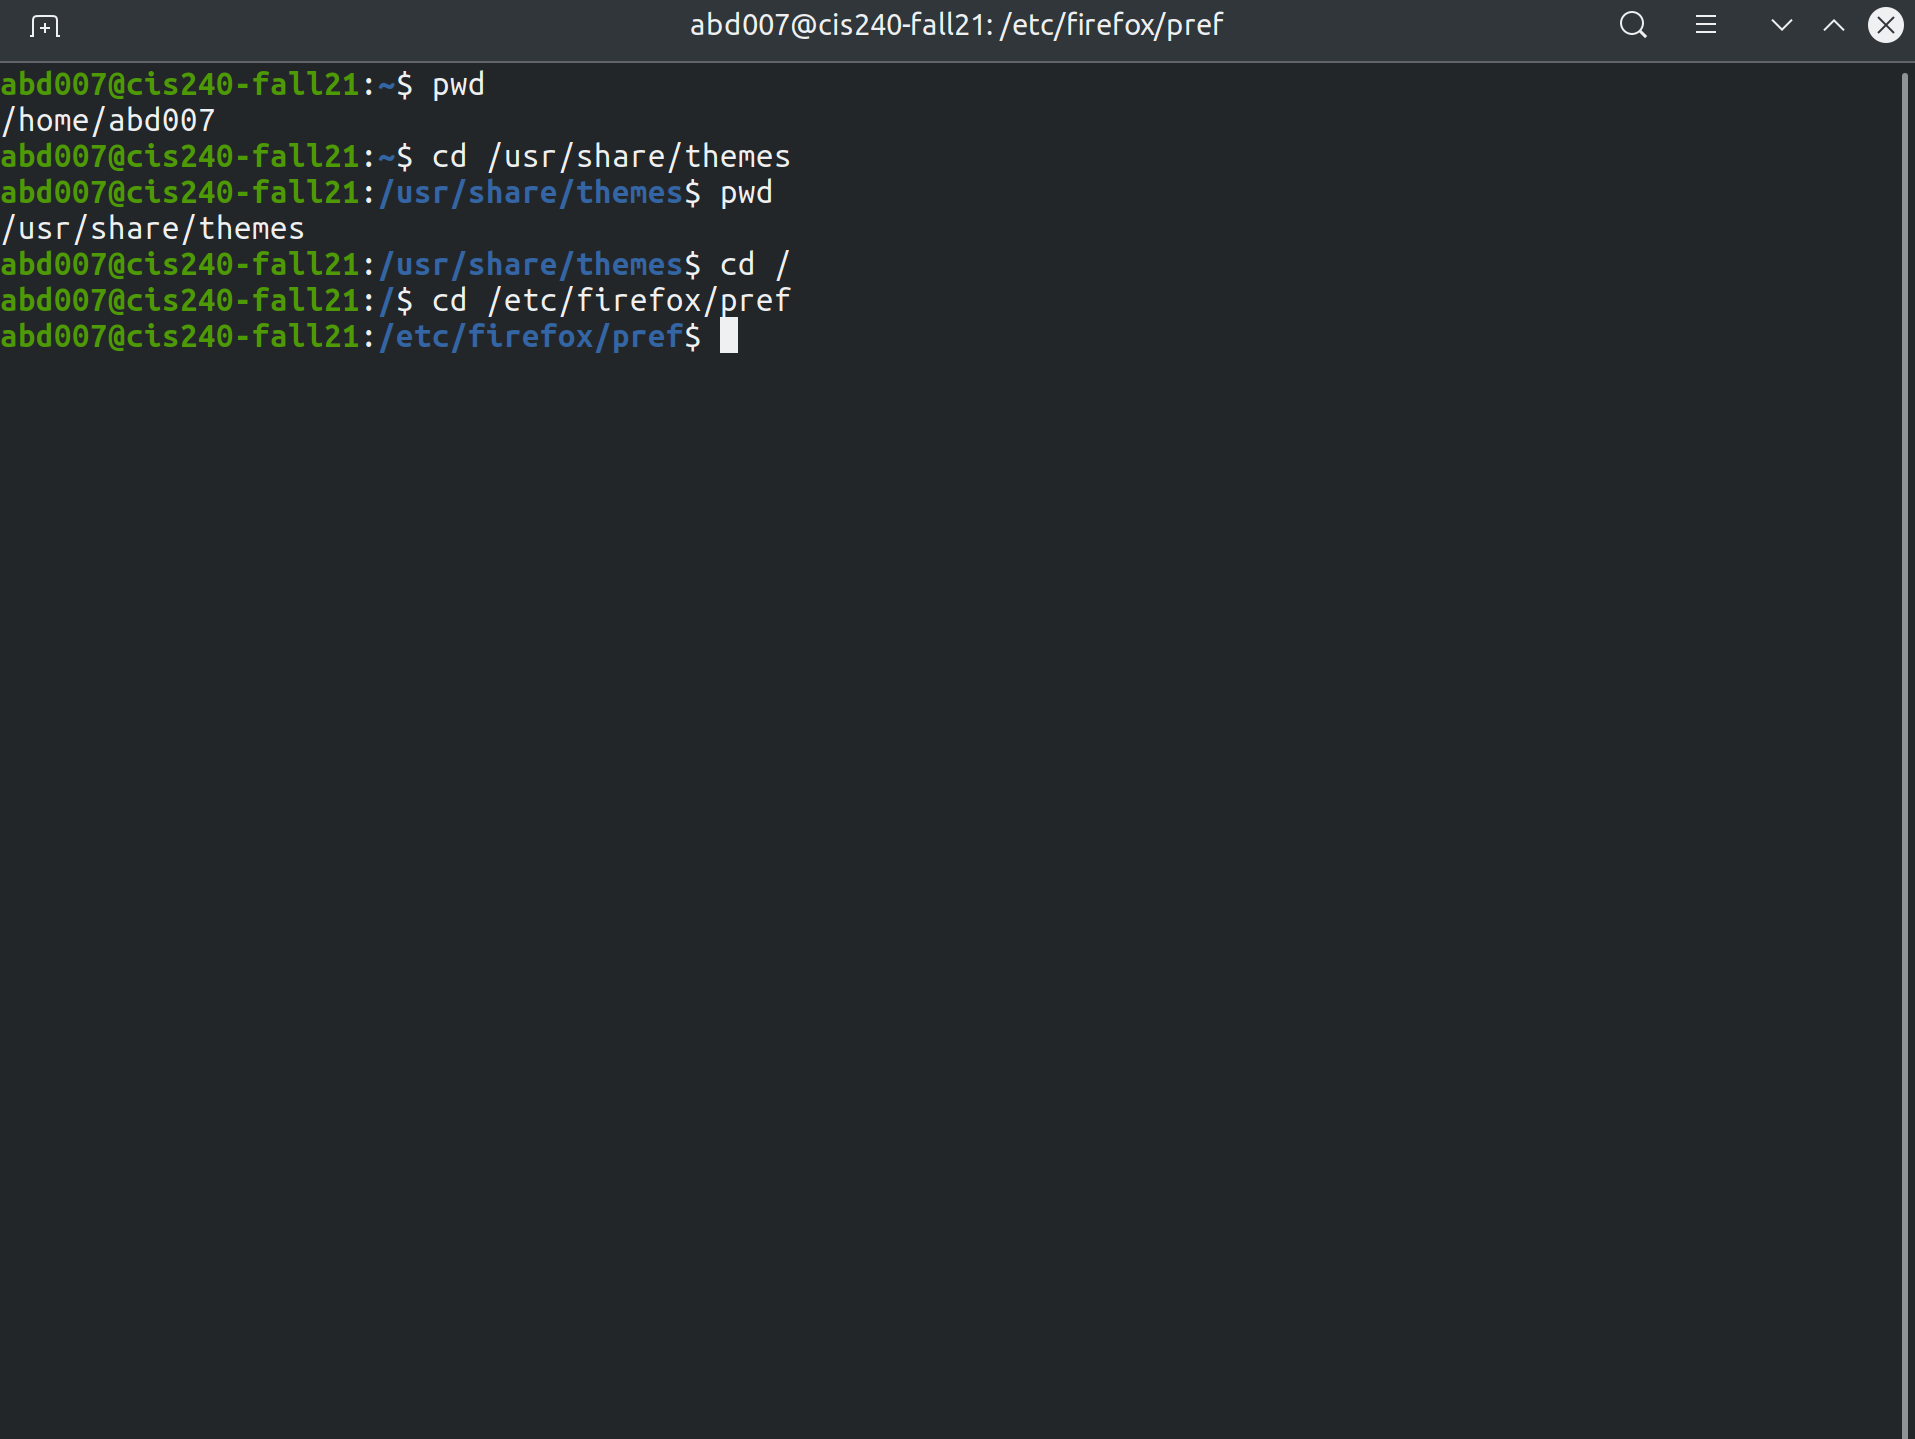 abd007@cis240-fall21: /etc/firefox/pref
abd007@cis240-fall21:~$ pwd
/home/abd007
abd007@cis240-fall21:~$ cd /usr/share/themes
abd007@cis240-fall21:/usr/share/themes$ pwd
/usr/share/themes
abd007@cis240-fall21:/usr/share/themes$ cd /
abd007@cis240-fall21:/$ cd /etc/firefox/pref
abd007@cis240-fall21:/etc/firefox/pref$